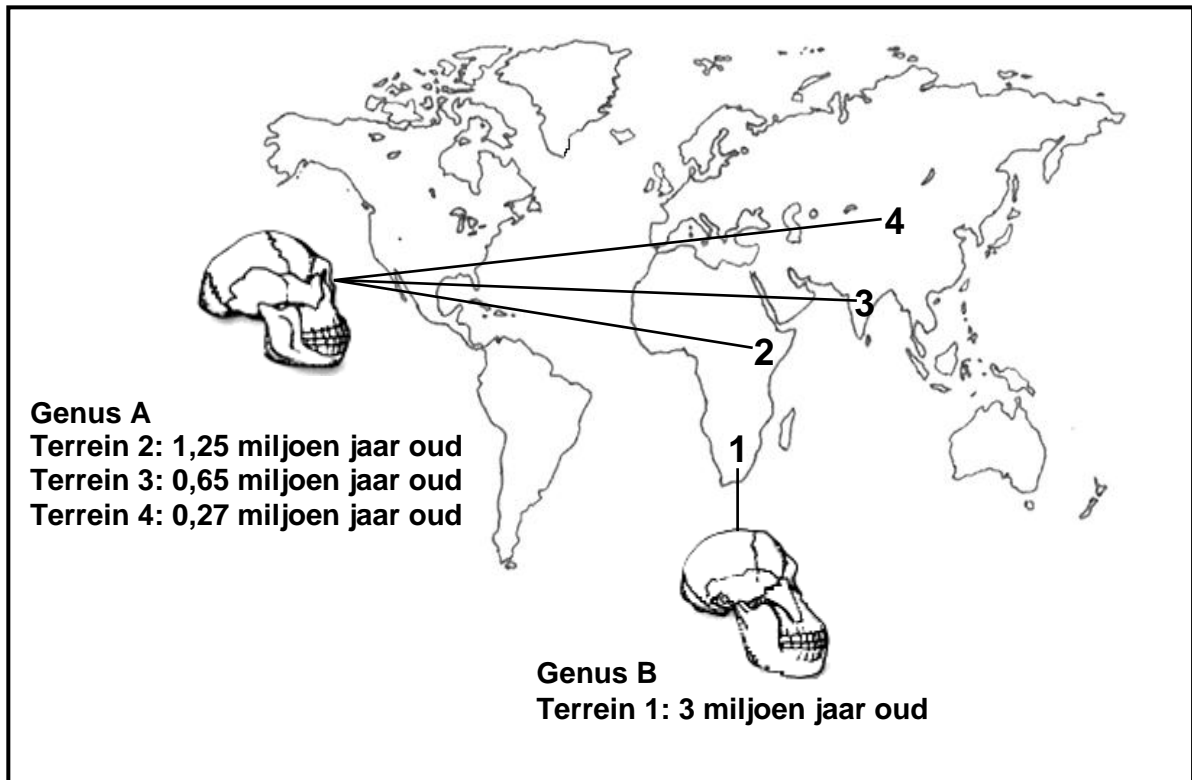 4
3
2
1
Genus A
Terrein 2: 1,25 miljoen jaar oud
Terrein 3: 0,65 miljoen jaar oud
Terrein 4: 0,27 miljoen jaar oud
Genus B
Terrein 1: 3 miljoen jaar oud